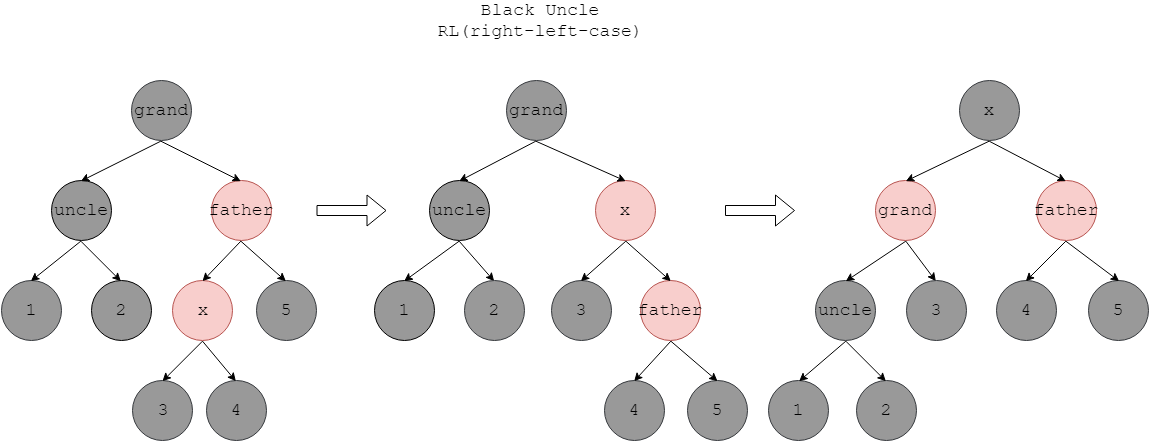 Black Uncle
RL(right-left-case)
grand grand x
uncle father uncle x grand father
1 2 x 5 1 2 3 father uncle 3 4 5
3 4 4 5 1 2